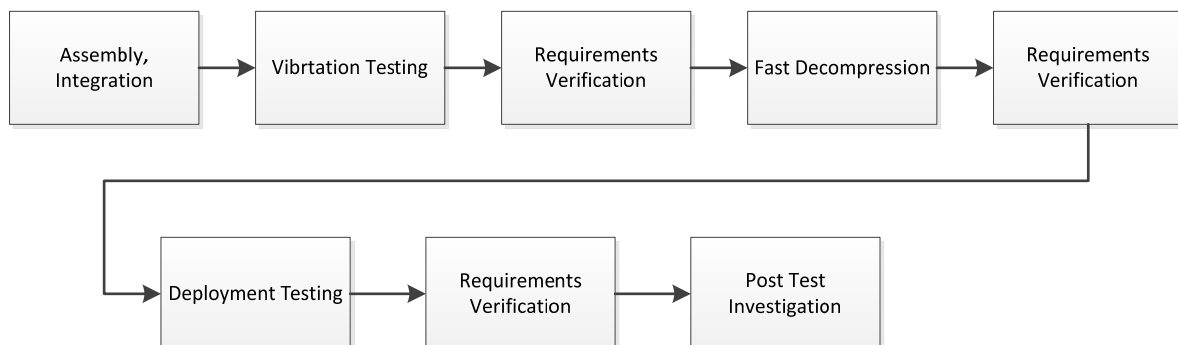 Assembly,
Integration
Vibrtation Testing
Requirements
Verification
Fast Decompression
Requirements
Verification
Deployment Testing
Requirements
Verification
Post Test
Investigation